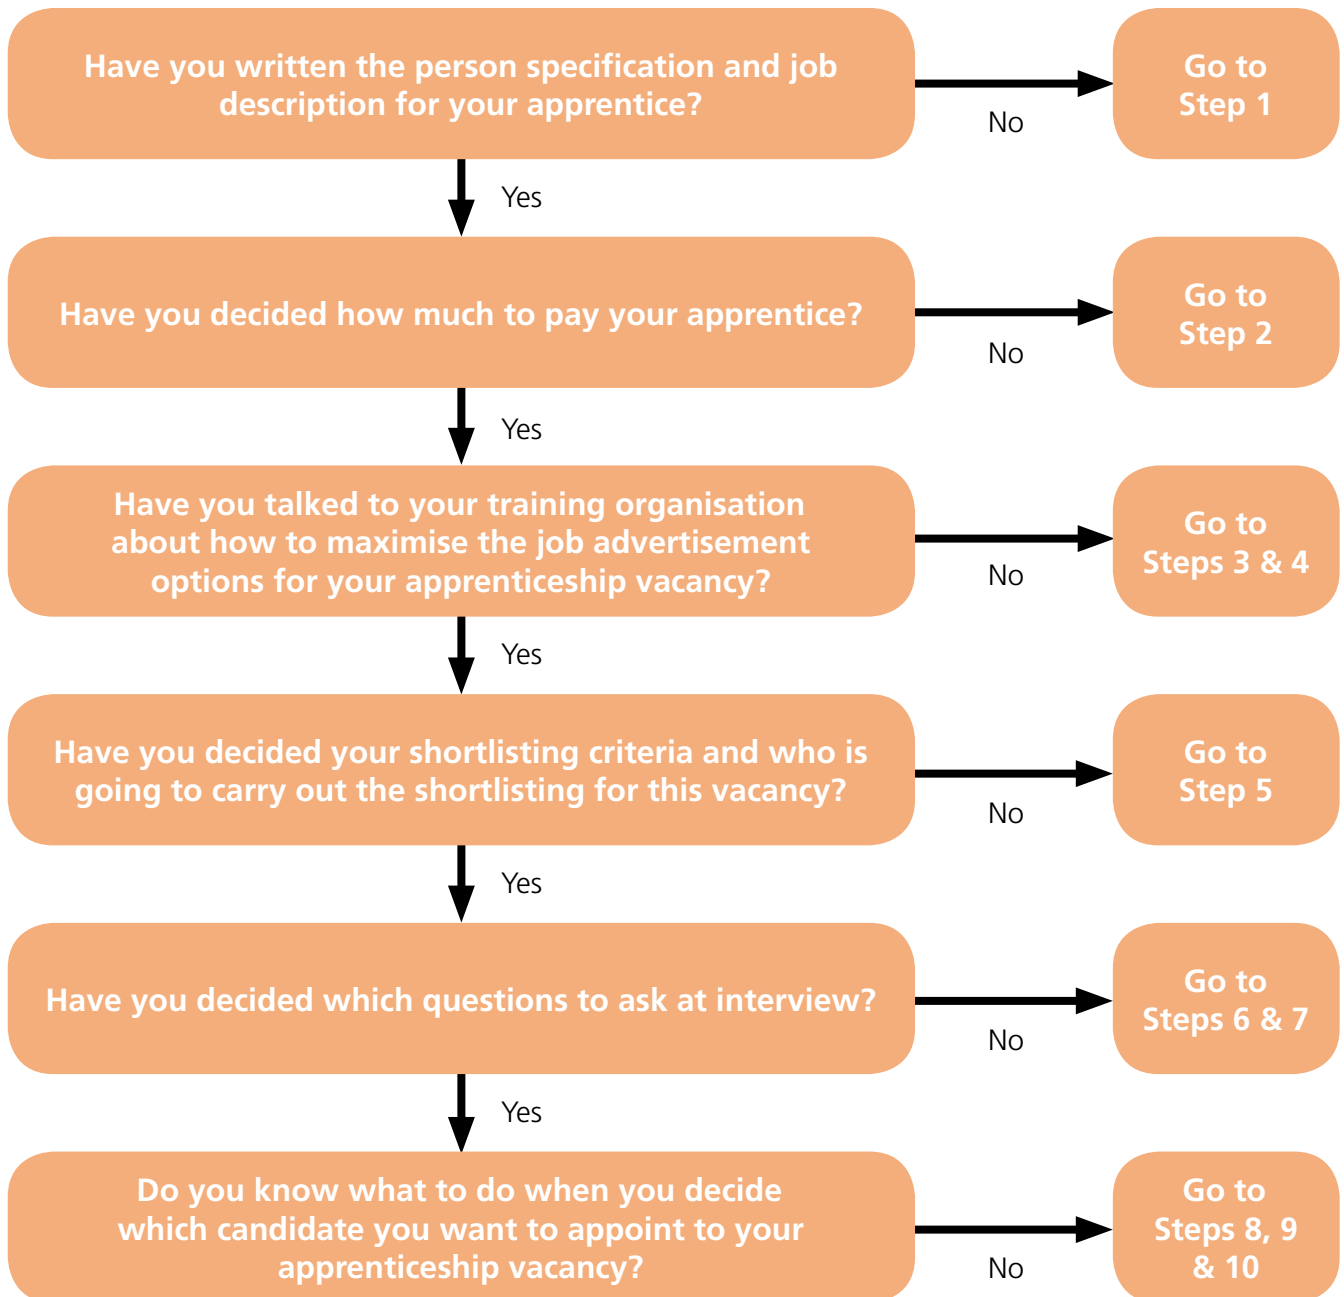 Have you written the person specification and job
description for your apprentice?
No
Go to
Step 1
Yes
Have you decided how much to pay your apprentice?
No
Go to
Step 2
Yes
Have you talked to your training organisation
about how to maximise the job advertisement
options for your apprenticeship vacancy?
No
Go to
Steps 3 & 4
Yes
Have you decided your shortlisting criteria and who is
going to carry out the shortlisting for this vacancy?
No
Go to
Step 5
Yes
Have you decided which questions to ask at interview?
No
Go to
Steps 6 & 7
Yes
Do you know what to do when you decide
which candidate you want to appoint to your
apprenticeship vacancy?
No
Go to
Steps 8, 9
& 10